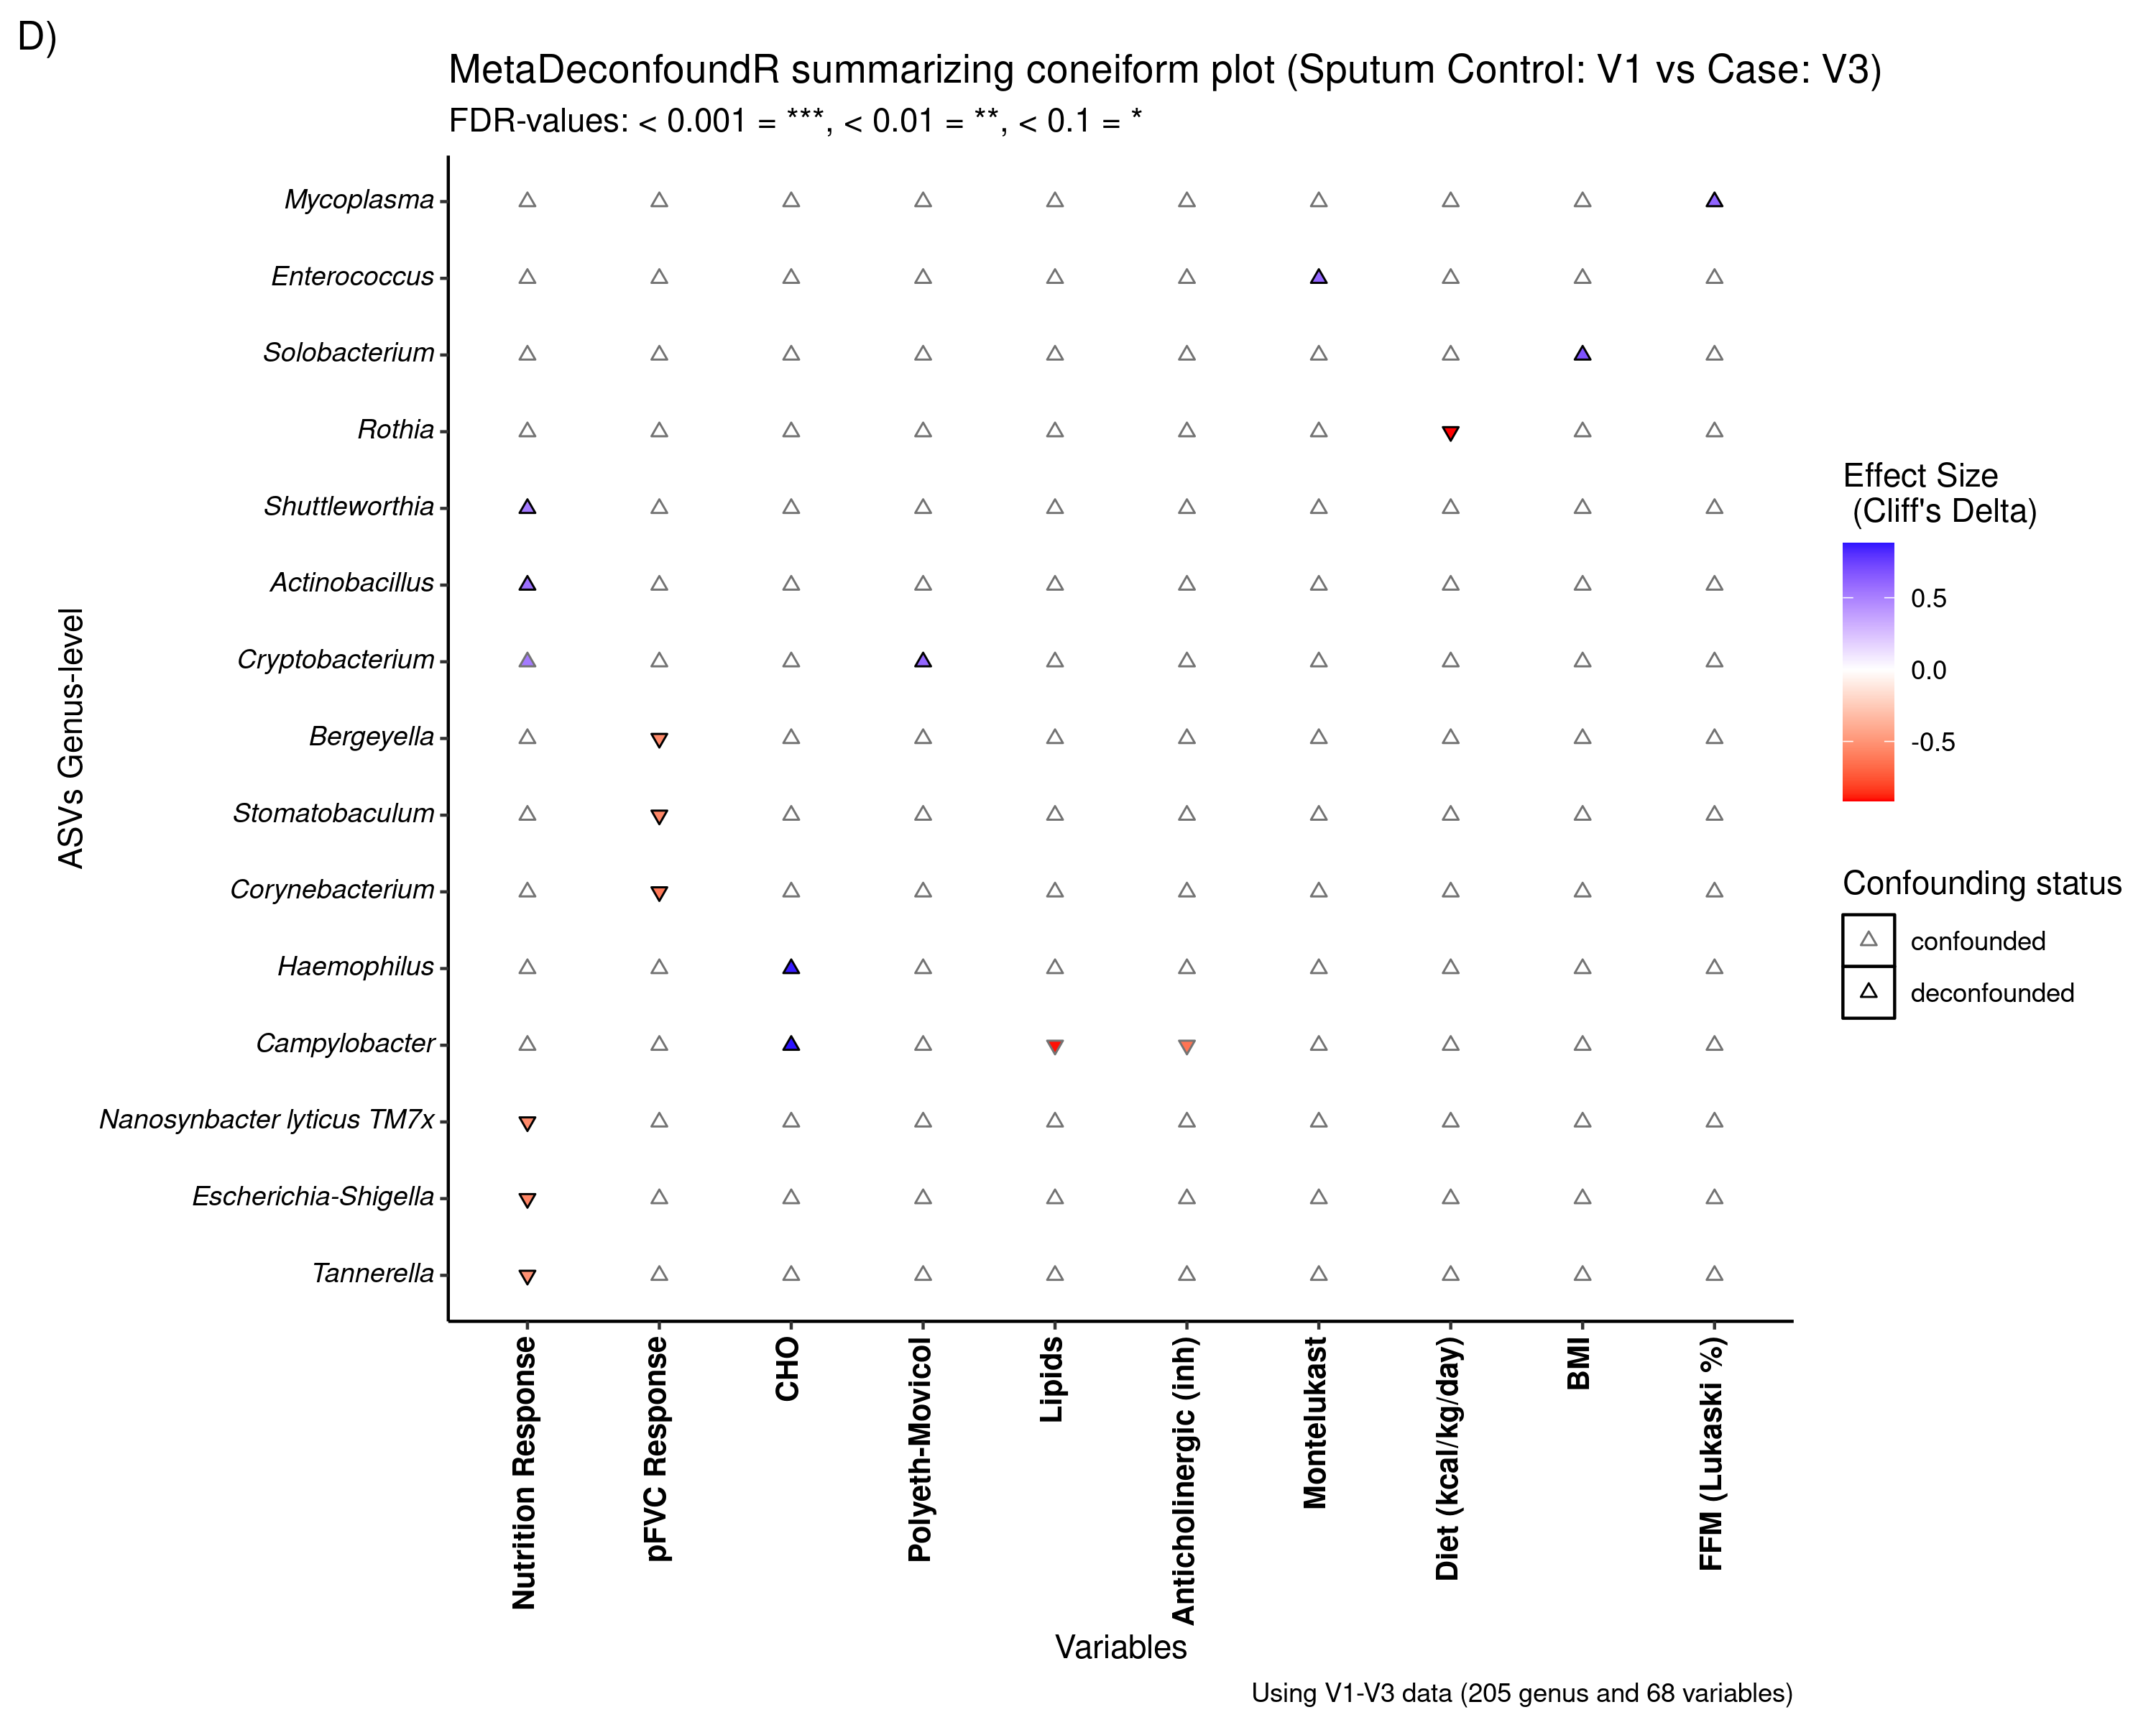 D)
MetaDeconfoundR summarizing coneiform plot (Sputum Control: V1 vs Case: V3)
FDR-values: < 0.001 = ***, < 0.01 = **, < 0.1 = *
ASVs Genus-level
Mycoplasma
Enterococcus
Solobacterium
Rothia
Shuttleworthia
Actinobacillus
Cryptobacterium
Bergeyella
Stomatobaculum
Corynebacterium
Haemophilus
Campylobacter
Nanosynbacter lyticus TM7x
Escherichia-Shigella
Tannerella
Nutrition Response
pFVC Response
CHO
Polyeth-Movicol
Lipids
Anticholinergic (inh)
Montelukast
Diet (kcal/kg/day)
BMI
FFM (Lukaski %)
Variables
Effect Size
(Cliff's Delta)
0.5
0.0
-0.5
Confounding status
confounded
deconfounded
Using V1-V3 data (205 genus and 68 variables)